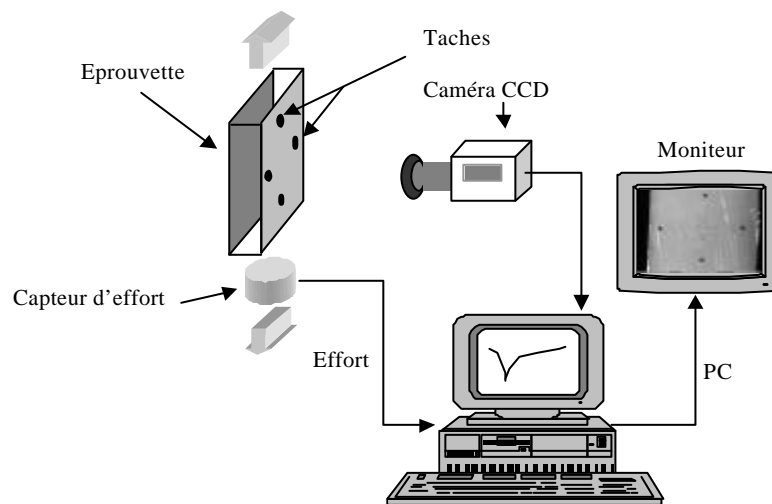 Taches
Eprouvette
Caméra CCD
Moniteur
Capteur d’effort
Effort
PC